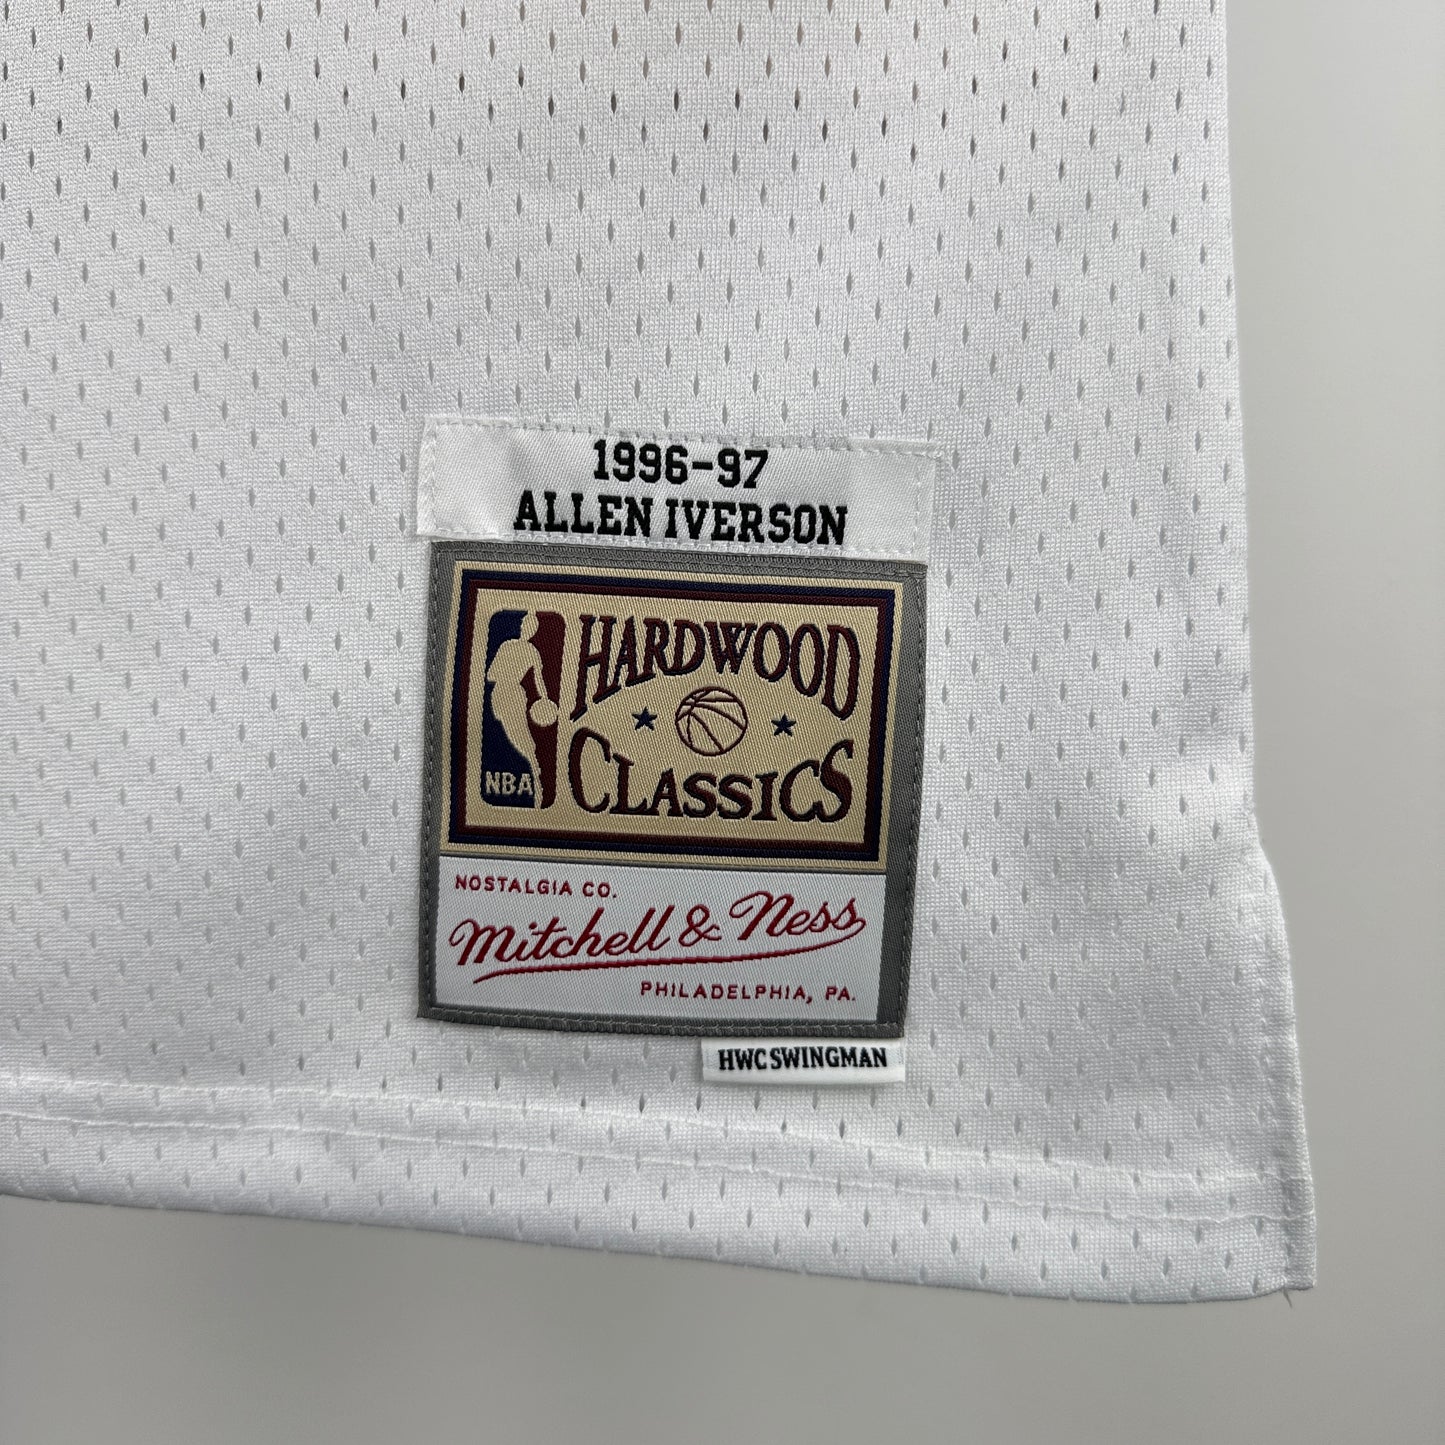 1996-97
ALLEN IVERSON
HARDWOOD
CLASSICS
NBA
NOSTALGIA CO.
Mitchell & Ness
PHILADELPHIA, PA.
HWC SWINGMAN